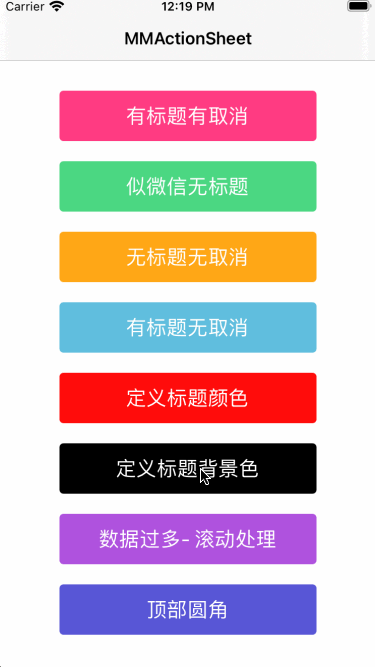 Carrier 12:19 PM
MMActionSheet
有标题有取消
似微信无标题
无标题无取消
有标题无取消
定义标题颜色
定义标题背景色
数据过多- 滚动处理
顶部圆角